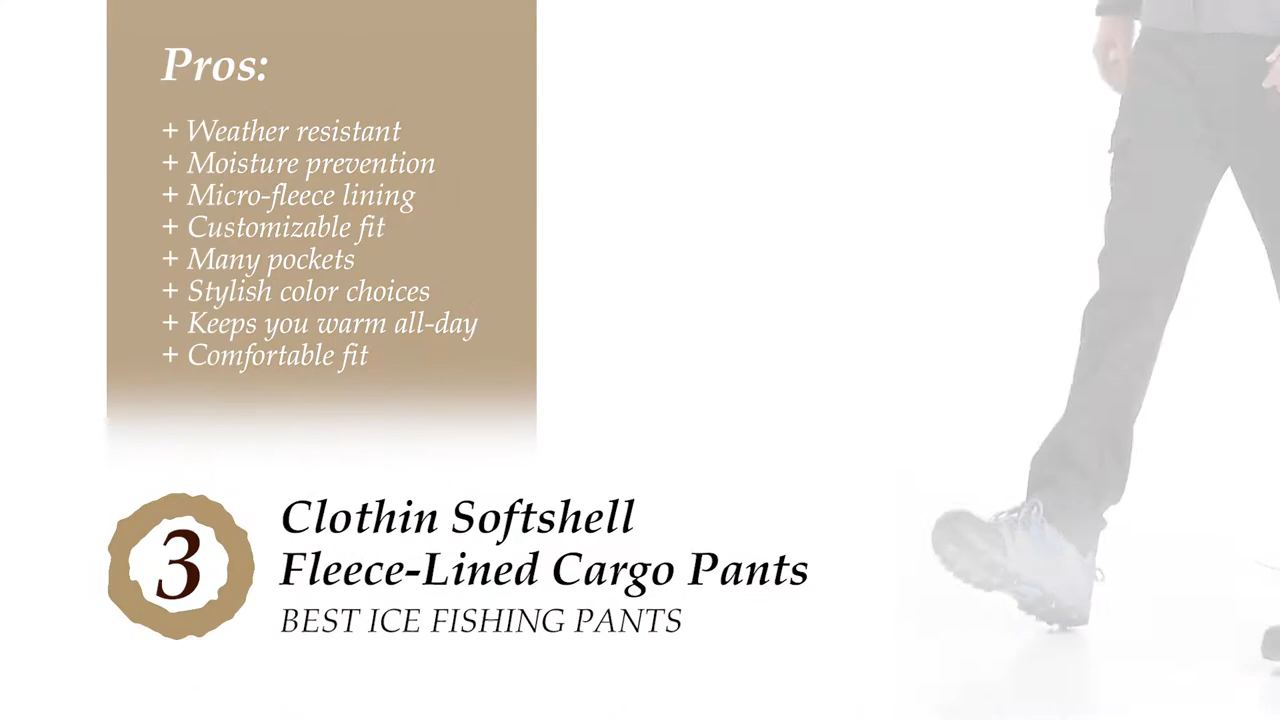 Pros:
+ Weather resistant
+ Moisture prevention
+ Micro-fleece lining
+ Customizable fit
+ Many pockets
+ Stylish color choices
+ Keeps you warm all-day
+ Comfortable fit
3
Clothin Softshell
Fleece-Lined Cargo Pants
BEST ICE FISHING PANTS